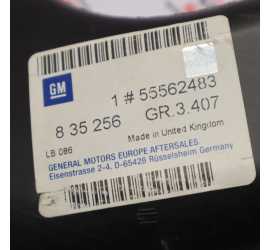 GM
1 # 55562483
8 35 256 GR.3.407
LB 086 Made in United Kingdom
GENERAL MOTORS EUROPE AFTERSALES
Eisenstrasse 2-4, D-65428 Rüsselsheim Germany